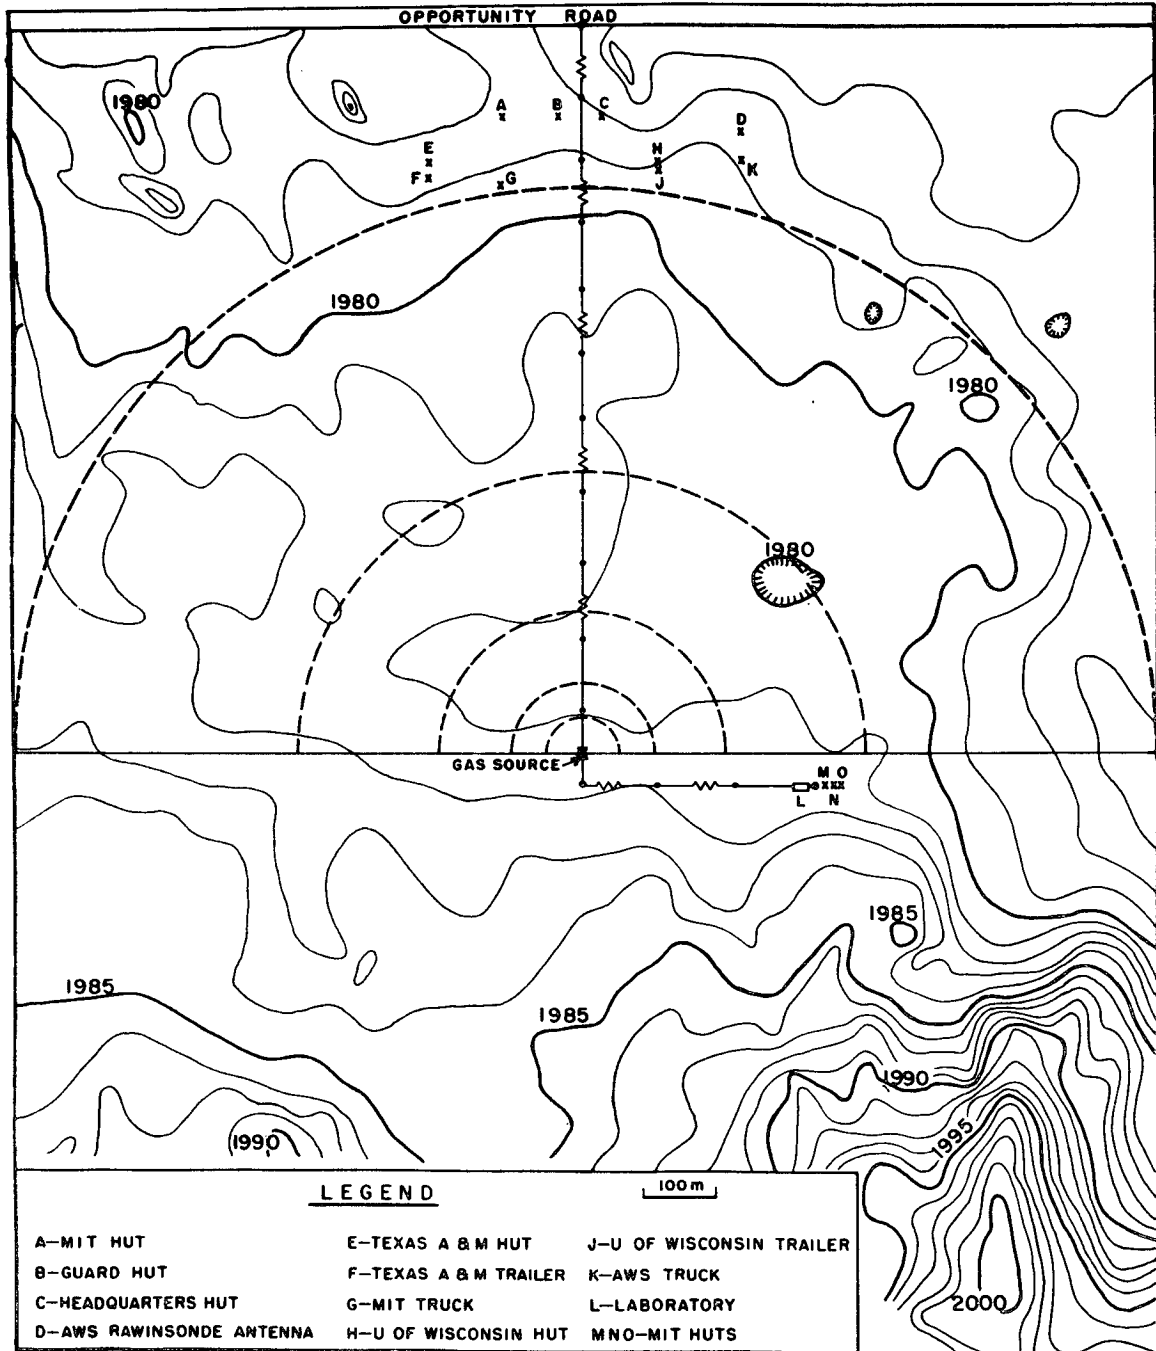 OPPORTUNITY ROAD
1980
A
B
C
D
E
H
K
F
G
J
1980
1980
1980
GAS SOURCE
M O
L N
1985
1985
1985
1990
1990
1995
2000
LEGEND
100m
A—MIT HUT
B—GUARD HUT
C—HEADQUARTERS HUT
D—AWS RAWINSONDE ANTENNA
E—TEXAS A & M HUT
F—TEXAS A & M TRAILER
G—MIT TRUCK
H—U OF WISCONSIN HUT
J—U OF WISCONSIN TRAILER
K—AWS TRUCK
L—LABORATORY
MNO—MIT HUTS